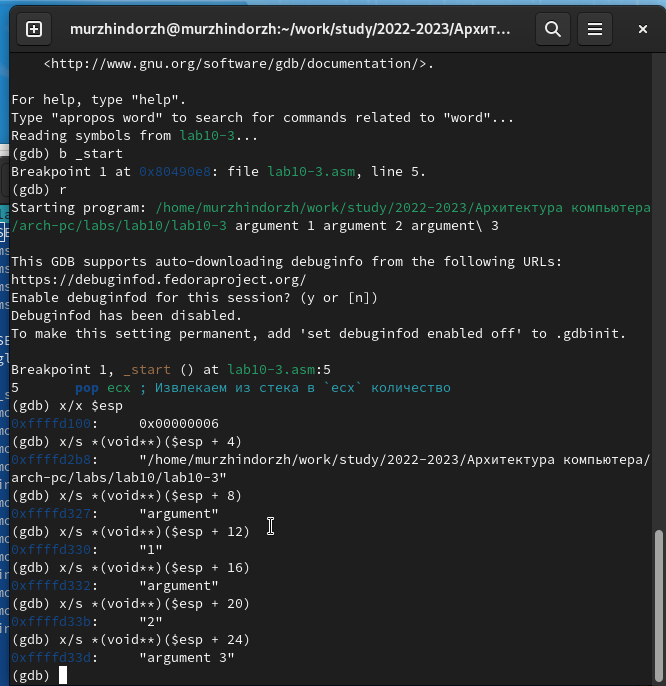 murzhindorzh@murzhindorzh:~/work/study/2022-2023/Архит...
<http://www.gnu.org/software/gdb/documentation/>.
For help, type "help".
Type "apropos word" to search for commands related to "word"...
Reading symbols from lab10-3...
(gdb) b _start
Breakpoint 1 at 0x80490e8: file lab10-3.asm, line 5.
(gdb) r
Starting program: /home/murzhindorzh/work/study/2022-2023/Архитектура компьютера
/arch-pc/labs/lab10/lab10-3 argument 1 argument 2 argument\ 3
This GDB supports auto-downloading debuginfo from the following URLs:
https://debuginfod.fedoraproject.org/
Enable debuginfod for this session? (y or [n])
Debuginfod has been disabled.
To make this setting permanent, add 'set debuginfod enabled off' to .gdbinit.
Breakpoint 1, _start () at lab10-3.asm:5
5 pop ecx ; Извлекаем из стека в `ecx` количество
(gdb) x/x $esp
0xffffd100: 0x00000006
(gdb) x/s *(void**)($esp + 4)
0xffffd2b8: "/home/murzhindorzh/work/study/2022-2023/Архитектура компьютера/
arch-pc/labs/lab10/lab10-3"
(gdb) x/s *(void**)($esp + 8)
0xffffd327: "argument"
(gdb) x/s *(void**)($esp + 12)
0xffffd330: "1"
(gdb) x/s *(void**)($esp + 16)
0xffffd332: "argument"
(gdb) x/s *(void**)($esp + 20)
0xffffd33b: "2"
(gdb) x/s *(void**)($esp + 24)
0xffffd33d: "argument 3"
(gdb)